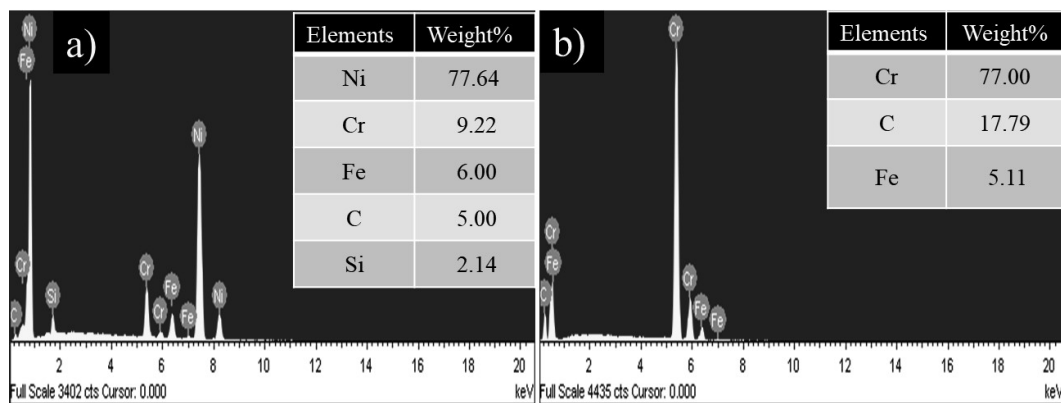 a)
Ni
Fe
Cr
C
Si
Cr
Cr
Fe
Fe
Ni
Ni
Elements Weight%
Ni 77.64
Cr 9.22
Fe 6.00
C 5.00
Si 2.14
2 4 6 8 10 12 14 16 18 20
Full Scale 3402 cts Cursor: 0.000 keV
b)
Cr
Cr
Fe
C
Cr
Fe
Fe
Elements Weight%
Cr 77.00
C 17.79
Fe 5.11
2 4 6 8 10 12 14 16 18 20
Full Scale 4435 cts Cursor: 0.000 keV